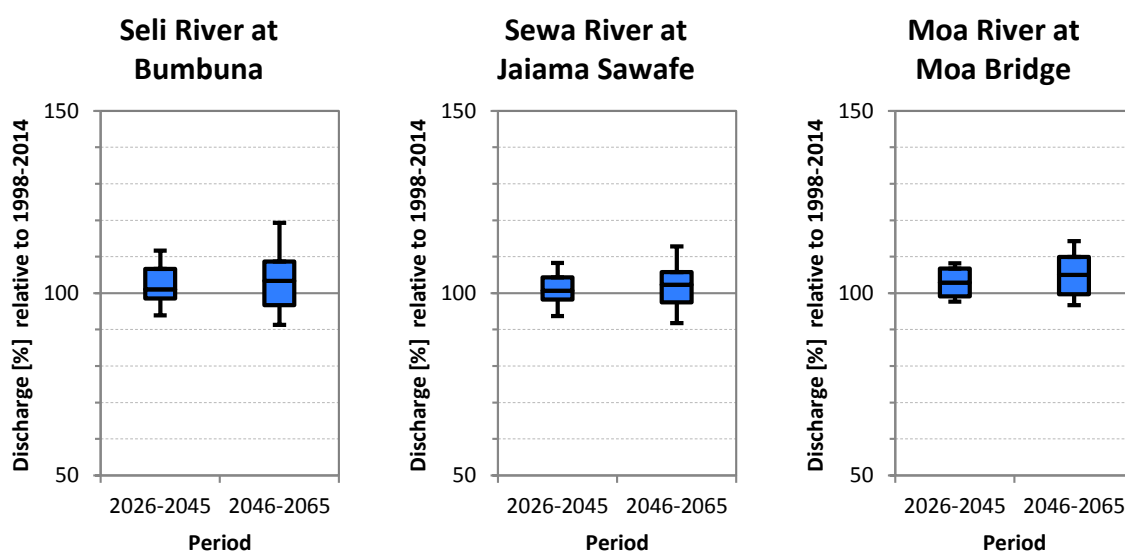 Seli River at
Bumbuna
Discharge [%] relative to 1998-2014
150
100
50
2026-2045 2046-2065
Period
Sewa River at
Jaiama Sawafe
Discharge [%] relative to 1998-2014
150
100
50
2026-2045 2046-2065
Period
Moa River at
Moa Bridge
Discharge [%] relative to 1998-2014
150
100
50
2026-2045 2046-2065
Period